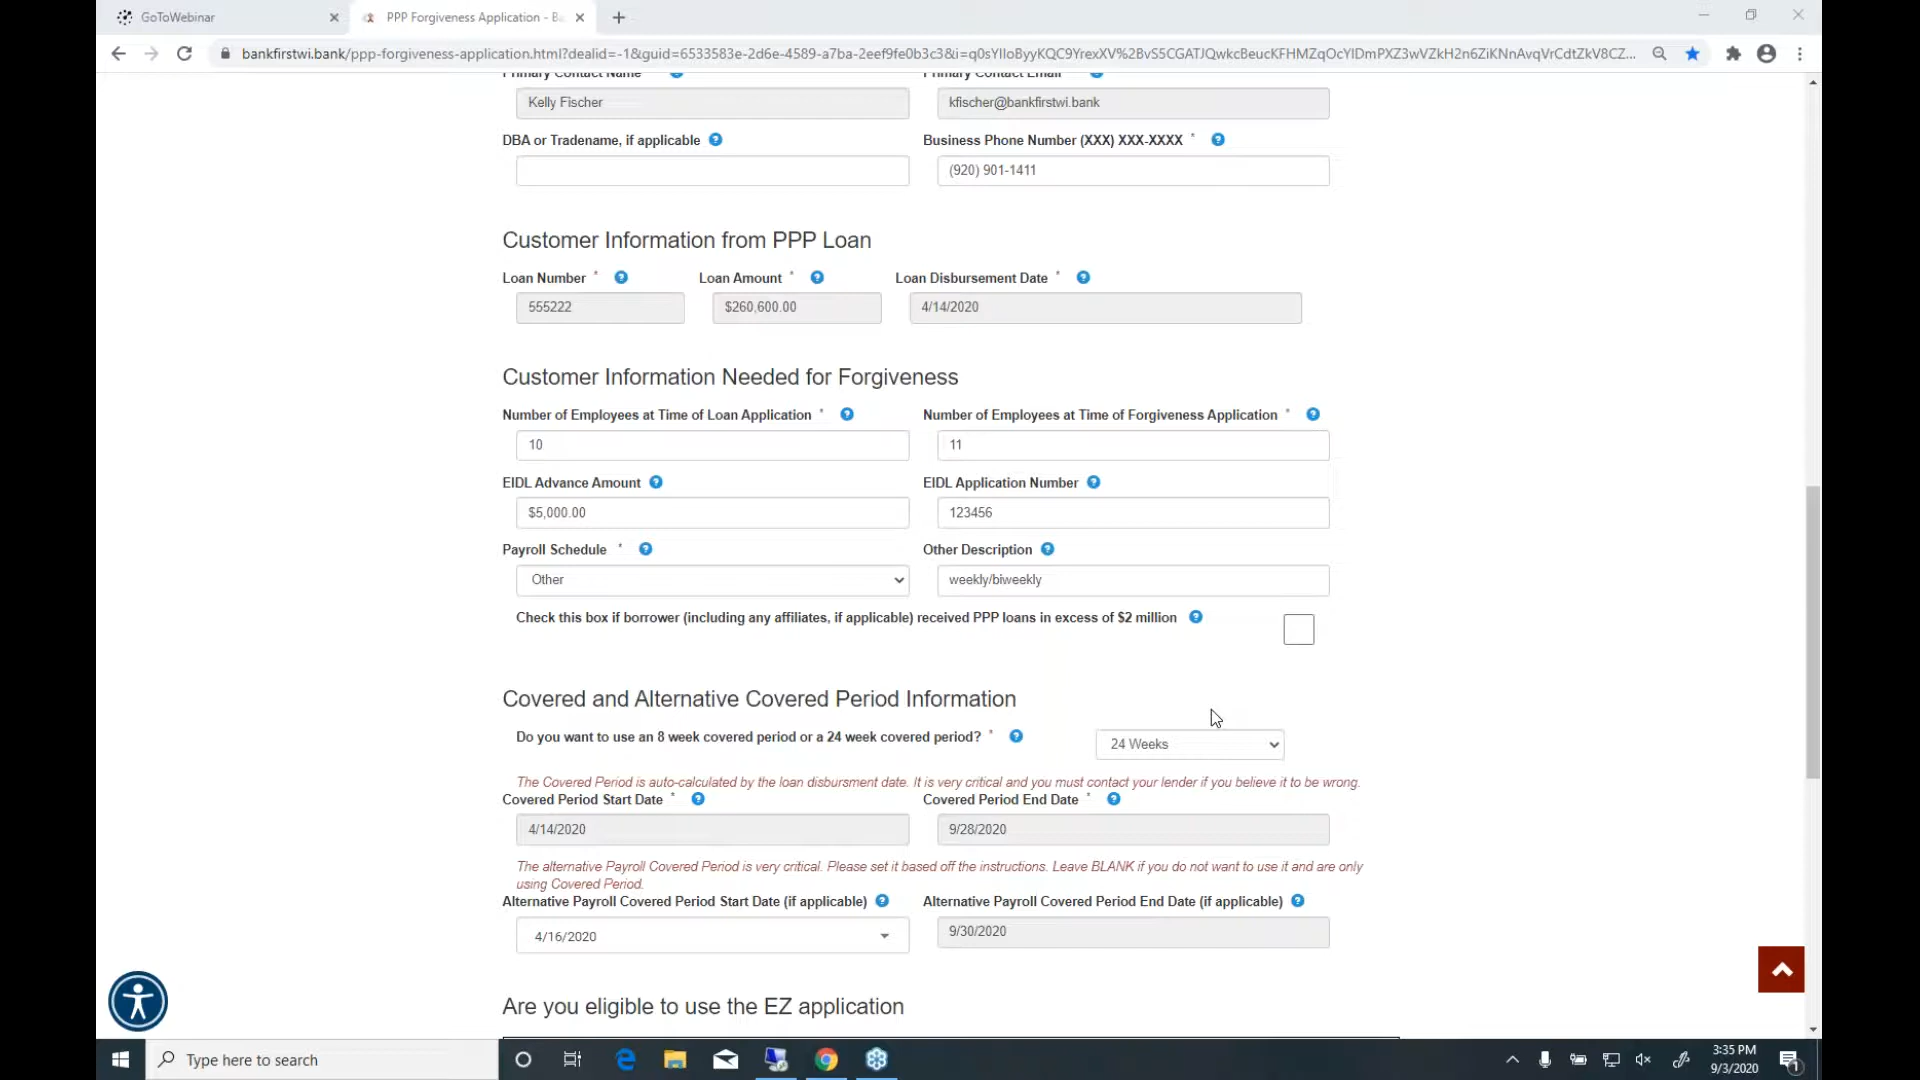 GoToWebinar
PPP Forgiveness Application - Ba
bankfirstwi.bank/ppp-forgiveness-application.html?dealid=-1&guid=6533583e-2d6e-4589-a7ba-2eef9fe0b3c3&i=
Primary Contact Name
Primary Contact Email
Kelly Fischer
kfischer@bankfirstwi.bank
DBA or Tradename, if applicable
Business Phone Number (XXX) XXX-XXXX *
(920) 901-1411
Customer Information from PPP Loan
Loan Number *
Loan Amount *
Loan Disbursement Date *
555222
$260,600.00
4/14/2020
Customer Information Needed for Forgiveness
Number of Employees at Time of Loan Application *
Number of Employees at Time of Forgiveness Application *
10
11
EIDL Advance Amount
EIDL Application Number
$5,000.00
123456
Payroll Schedule *
Other Description
Other
weekly/biweekly
Check this box if borrower (including any affiliates, if applicable) received PPP loans in excess of $2 million
Covered and Alternative Covered Period Information
Do you want to use an 8 week covered period or a 24 week covered period? *
24 Weeks
The Covered Period is auto-calculated by the loan disbursment date. It is very critical and you must contact your lender if you believe it to be wrong.
Covered Period Start Date *
Covered Period End Date *
4/14/2020
9/28/2020
The alternative Payroll Covered Period is very critical. Please set it based off the instructions. Leave BLANK if you do not want to use it and are only
using Covered Period.
Alternative Payroll Covered Period Start Date (if applicable)
Alternative Payroll Covered Period End Date (if applicable)
4/16/2020
9/30/2020
Are you eligible to use the EZ application
Type here to search
3:35 PM
9/3/2020
1